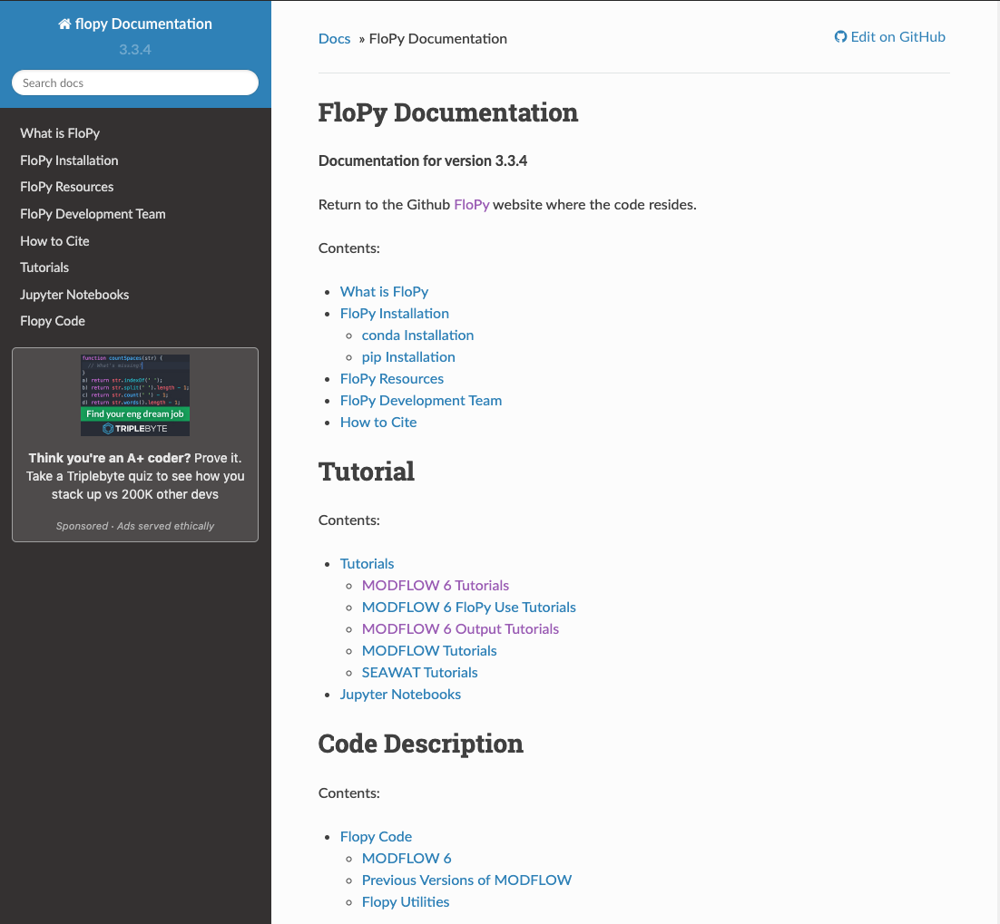 flopy Documentation
3.3.4
Search docs
What is FloPy
FloPy Installation
FloPy Resources
FloPy Development Team
How to Cite
Tutorials
Jupyter Notebooks
Flopy Code
function countSpaces(str) {
// What's missing?
}
a) return str.indexOf(' ');
b) return str.split(' ').length - 1;
c) return str.count(' ') - 1;
d) return str.words().length - 1;
Find your eng dream job
TRIPLEBYTE
Think you're an A+ coder? Prove it.
Take a Triplebyte quiz to see how you
stack up vs 200K other devs
Sponsored · Ads served ethically
Docs » FloPy Documentation
Edit on GitHub
FloPy Documentation
Documentation for version 3.3.4
Return to the Github FloPy website where the code resides.
Contents:
• What is FloPy
• FloPy Installation
◦ conda Installation
◦ pip Installation
• FloPy Resources
• FloPy Development Team
• How to Cite
Tutorial
Contents:
• Tutorials
◦ MODFLOW 6 Tutorials
◦ MODFLOW 6 FloPy Use Tutorials
◦ MODFLOW 6 Output Tutorials
◦ MODFLOW Tutorials
◦ SEAWAT Tutorials
• Jupyter Notebooks
Code Description
Contents:
• Flopy Code
◦ MODFLOW 6
◦ Previous Versions of MODFLOW
◦ Flopy Utilities